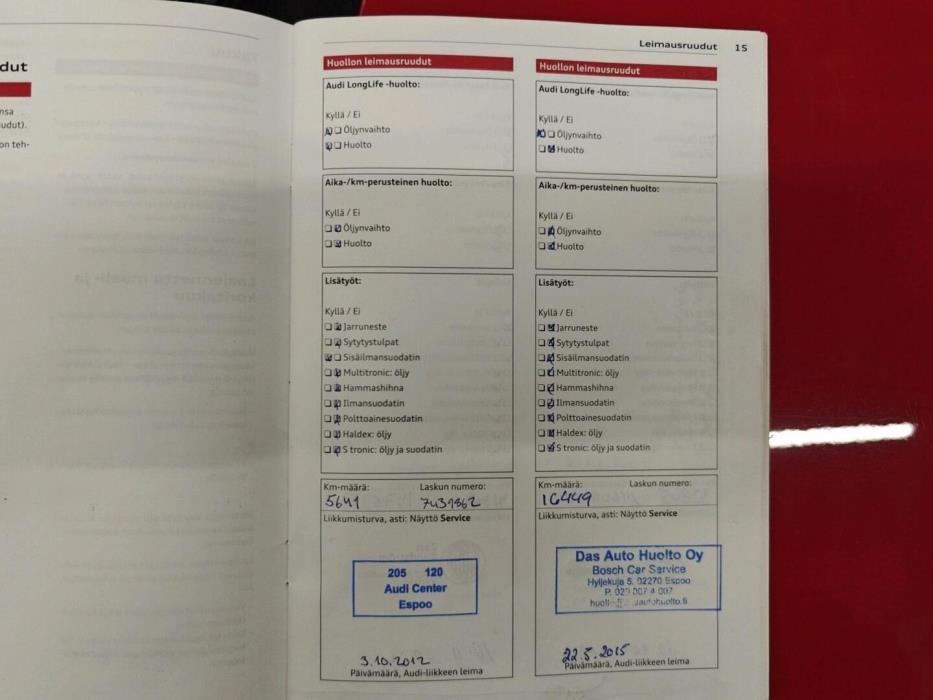 dut
nsa
udut).
on teh-
Leimausruudut 15
Huollon leimausruudut
Audi LongLife -huolto:
Kyllä / Ei
Öljynvaihto
Huolto
Aika-/km-perusteinen huolto:
Kyllä / Ei
Öljynvaihto
Huolto
Lisätyöt:
Kyllä / Ei
Jarruneste
Sytytystulpat
Sisäilmansuodatin
Multitronic: öljy
Hammashihna
Ilmansuodatin
Polttoainesuodatin
Haldex: öljy
S tronic: öljy ja suodatin
Km-määrä: Laskun numero:
5641 7431862
Liikkumisturva, asti: Näyttö Service
205 120
Audi Center
Espoo
3.10.2012
Päivämäärä, Audi-liikkeen leima
Huollon leimausruudut
Audi LongLife -huolto:
Kyllä / Ei
Öljynvaihto
Huolto
Aika-/km-perusteinen huolto:
Kyllä / Ei
Öljynvaihto
Huolto
Lisätyöt:
Kyllä / Ei
Jarruneste
Sytytystulpat
Sisäilmansuodatin
Multitronic: öljy
Hammashihna
Ilmansuodatin
Polttoainesuodatin
Haldex: öljy
S tronic: öljy ja suodatin
Km-määrä: Laskun numero:
16449
Liikkumisturva, asti: Näyttö Service
Das Auto Huolto Oy
Bosch Car Service
Hyljekuja 5, 02270 Espoo
P. 020 007 4 007
22.5.2015
Päivämäärä, Audi-liikkeen leima